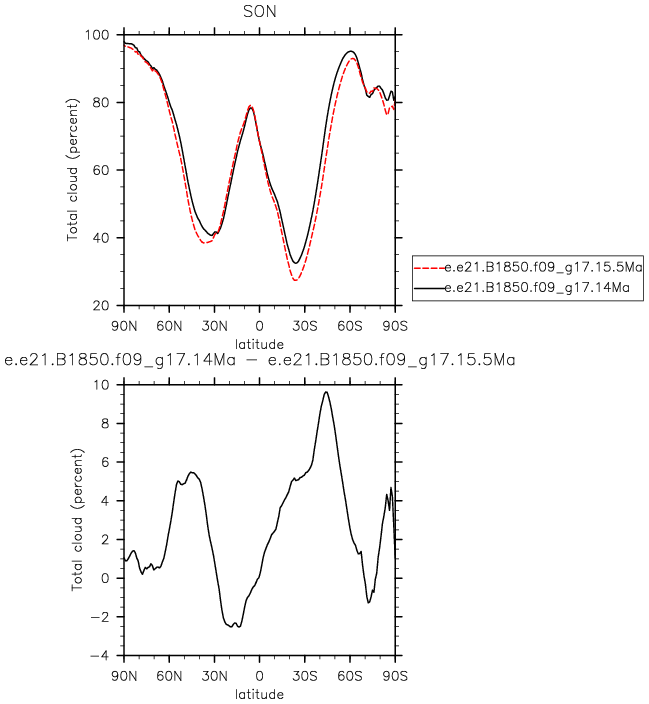 SON
100
80
60
40
20
Total cloud (percent)
90N 60N 30N 0 30S 60S 90S
latitude
e.e21.B1850.f09_g17.15.5Ma
e.e21.B1850.f09_g17.14Ma
e.e21.B1850.f09_g17.14Ma − e.e21.B1850.f09_g17.15.5Ma
10
8
6
4
2
0
−2
−4
Total cloud (percent)
90N 60N 30N 0 30S 60S 90S
latitude